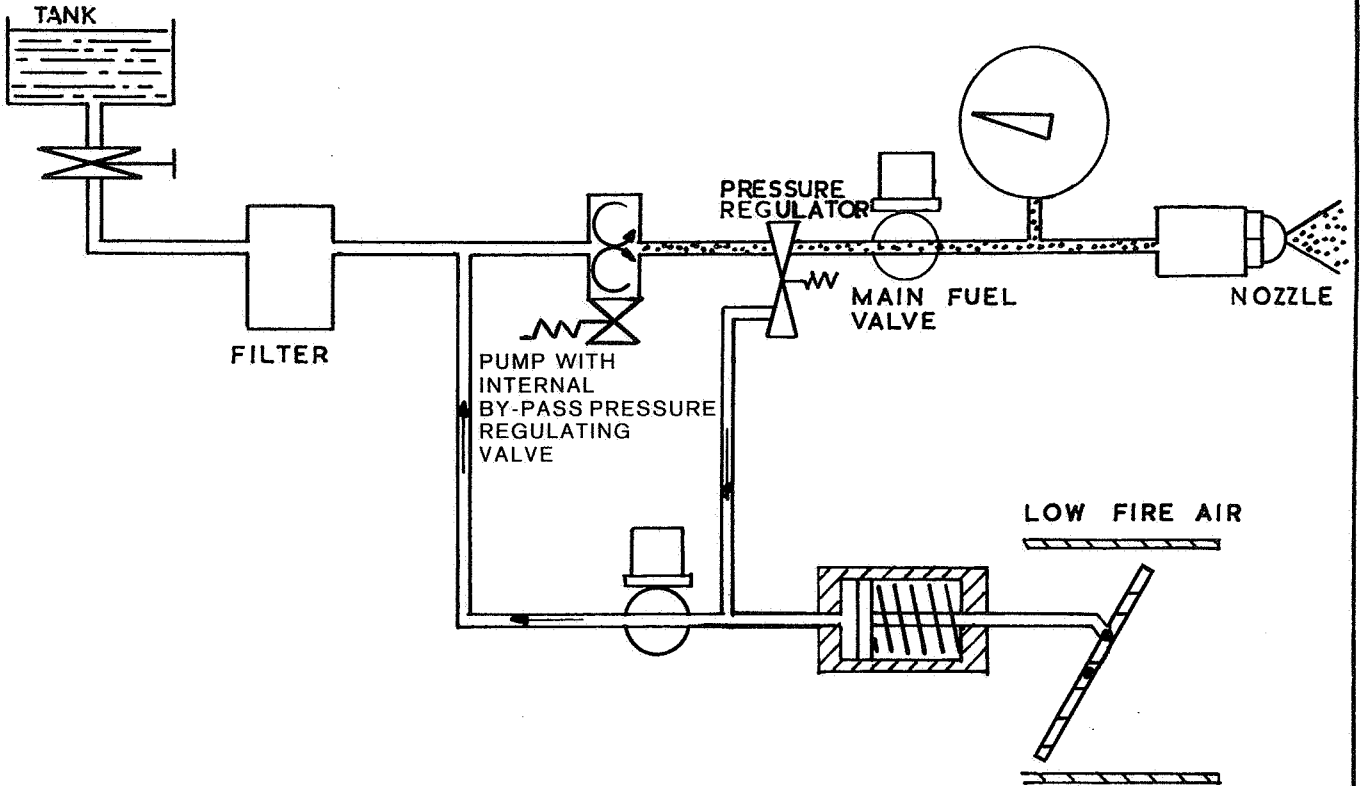 TANK
PRESSURE
REGULATOR
MAIN FUEL
VALVE
NOZZLE
FILTER
PUMP WITH
INTERNAL
BY-PASS PRESSURE
REGULATING
VALVE
LOW FIRE AIR